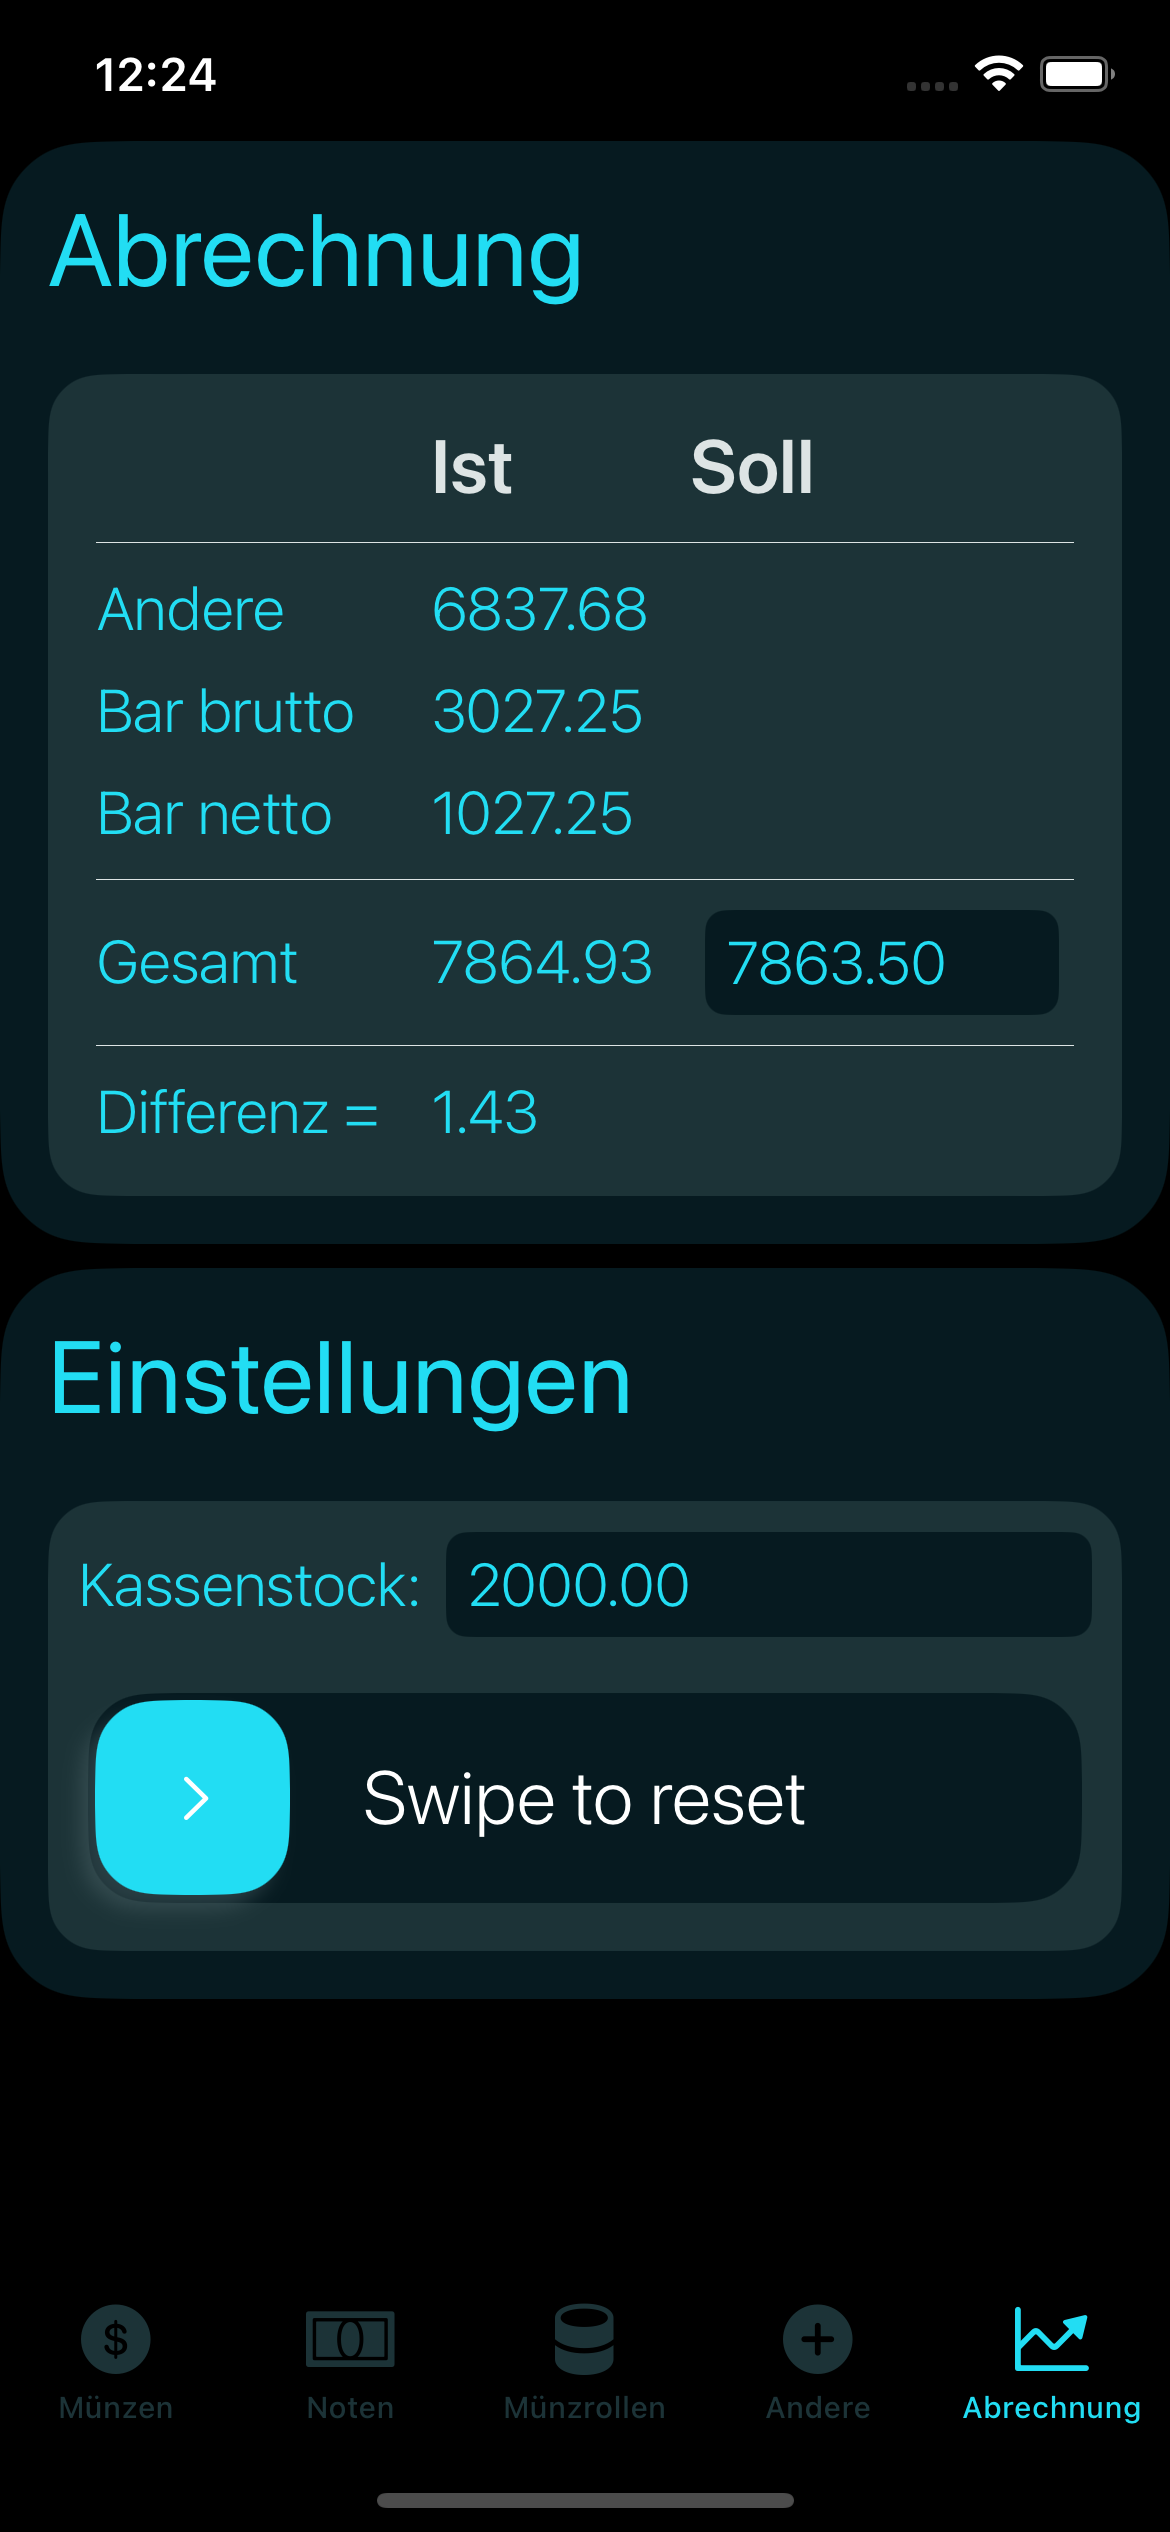 12:24
Abrechnung
Ist Soll
Andere 6837.68
Bar brutto 3027.25
Bar netto 1027.25
Gesamt 7864.93 7863.50
Differenz = 1.43
Einstellungen
Kassenstock: 2000.00
Swipe to reset
Münzen Noten Münzrollen Andere Abrechnung